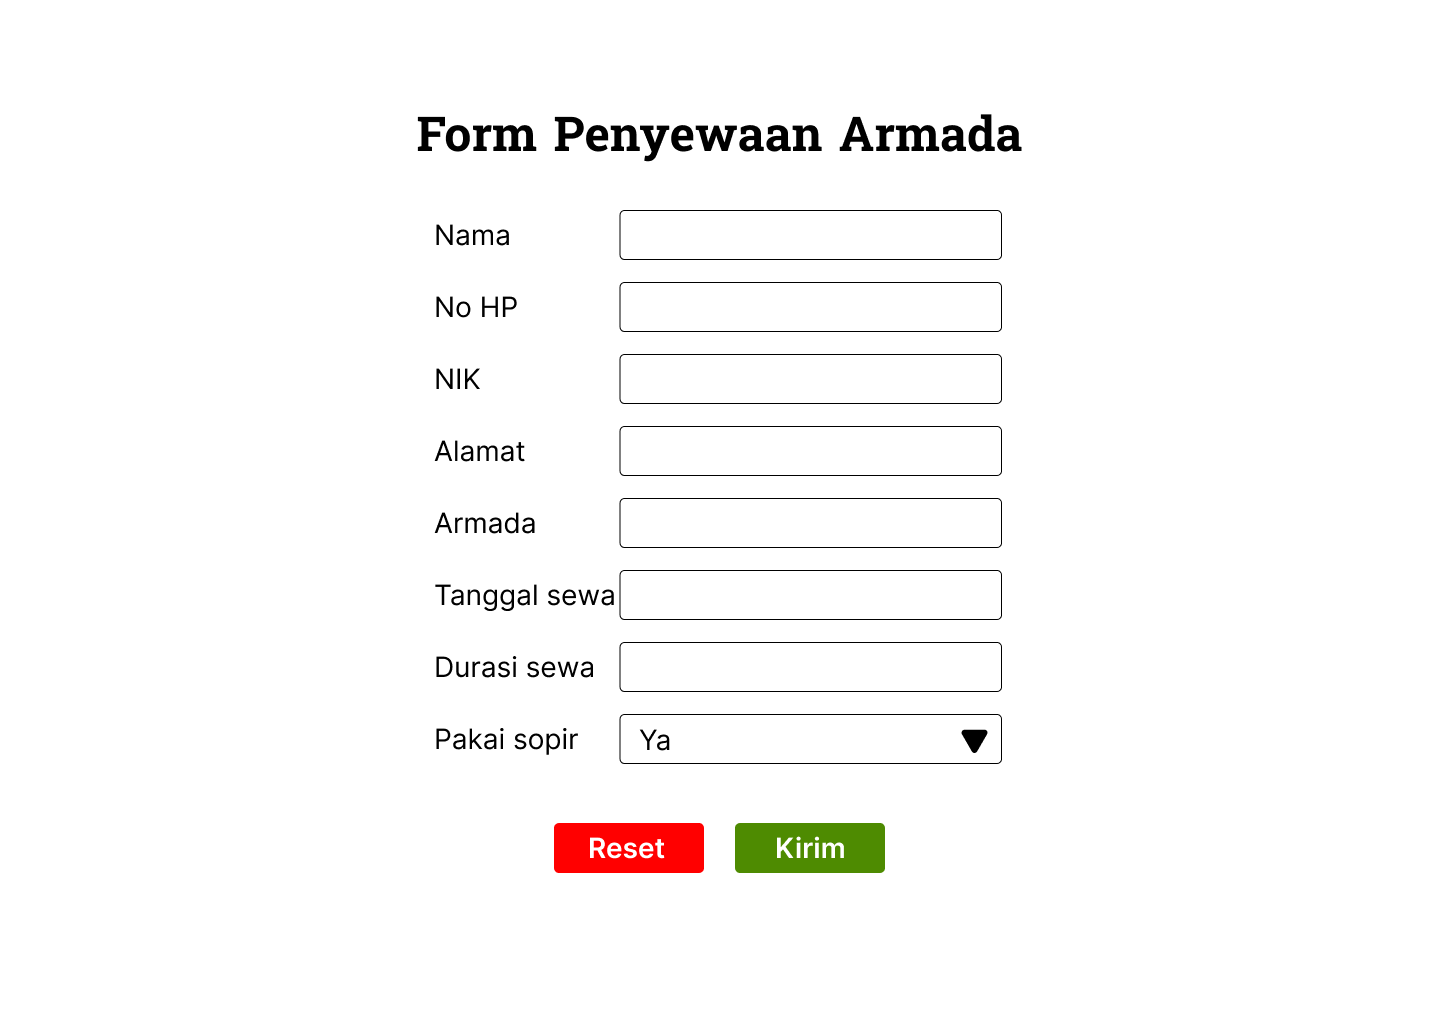 Form Penyewaan Armada
Nama
No HP
NIK
Alamat
Armada
Tanggal sewa
Durasi sewa
Pakai sopir Ya
Reset Kirim